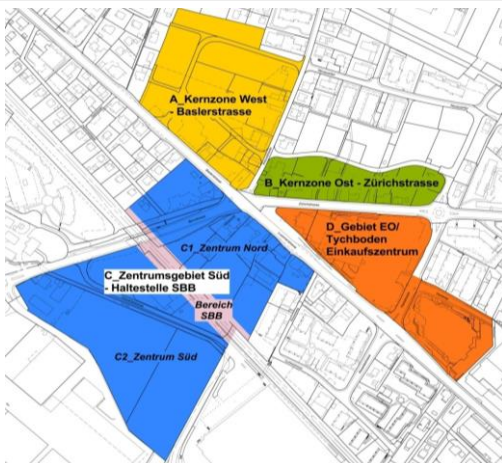 A_Kernzone West
- Baslerstrasse
B_Kernzone Ost - Zürichstrasse
D_Gebiet EO/
Tychboden
Einkaufszentrum
C1_Zentrum Nord
C_Zentrumsgebiet Süd
- Haltestelle SBB
Bereich
SBB
C2_Zentrum Süd